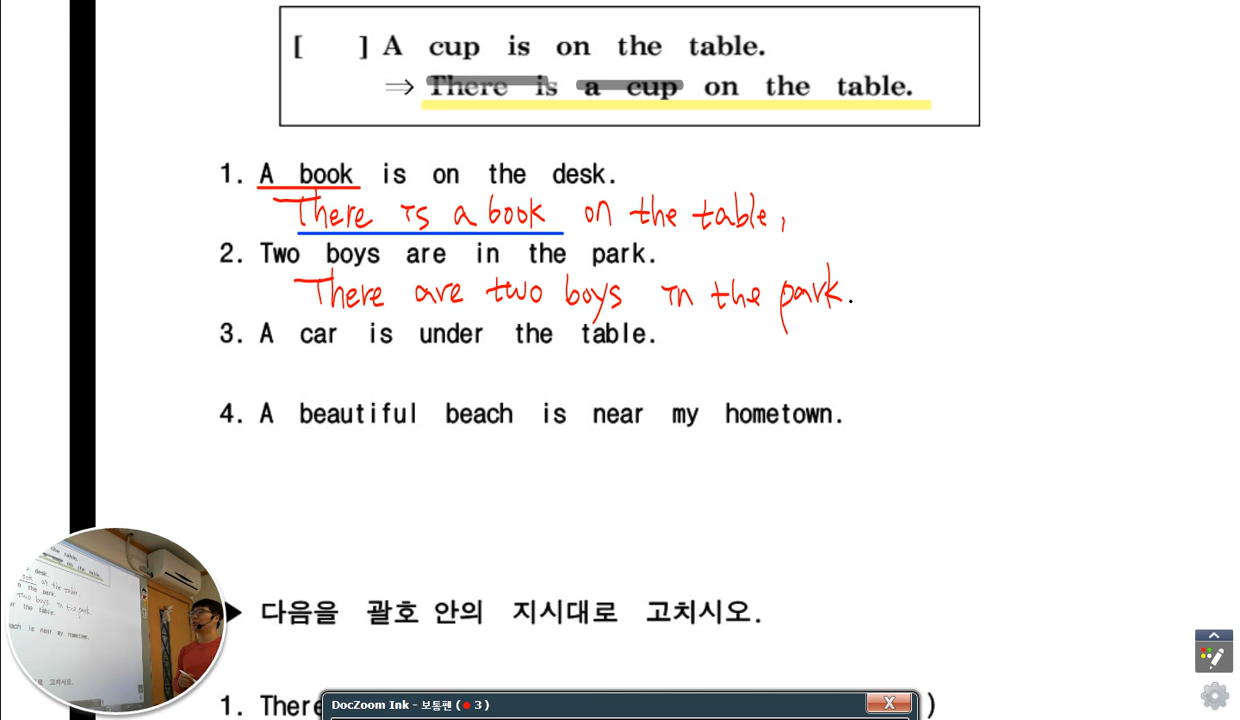 [ ] A cup is on the table.
⇒ There is a cup on the table.
1. A book is on the desk.
There is a book on the table,
2. Two boys are in the park.
There are two boys in the park.
3. A car is under the table.
4. A beautiful beach is near my hometown.
다음을 괄호 안의 지시대로 고치시오.
1. There
)
DocZoom Ink - 보통펜 ( 3 )
X